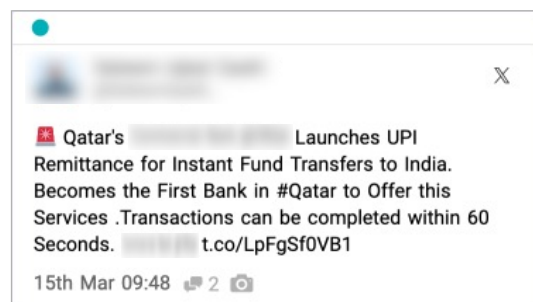 🚨 Qatar's Launches UPI
Remittance for Instant Fund Transfers to India.
Becomes the First Bank in #Qatar to Offer this
Services .Transactions can be completed within 60
Seconds. t.co/LpFgSf0VB1
15th Mar 09:48 2